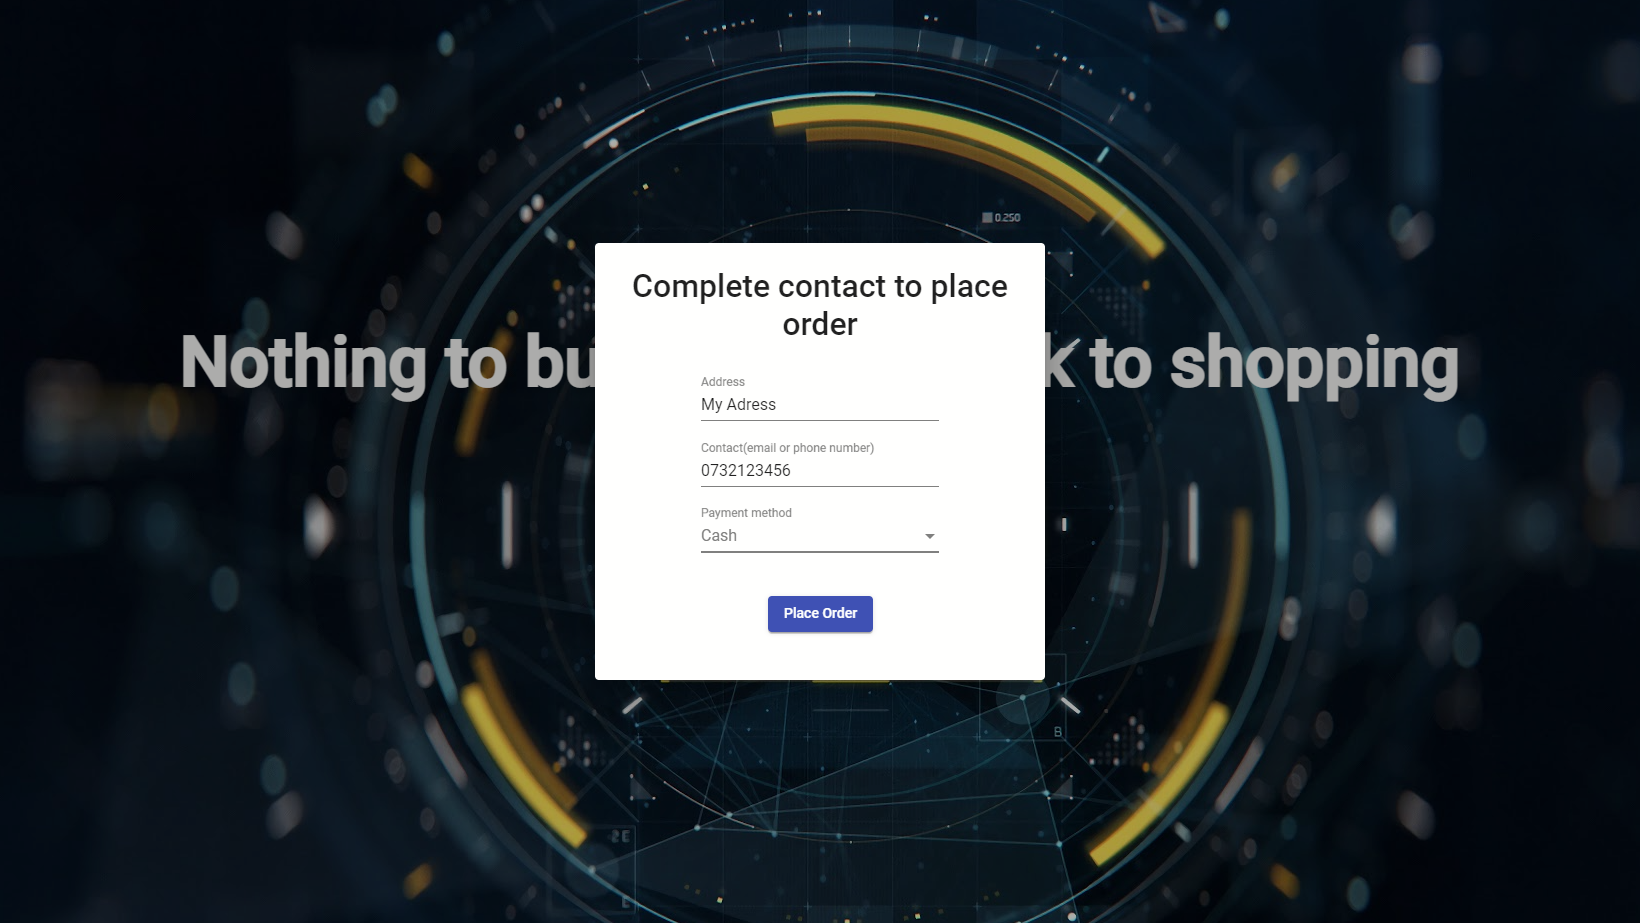 0.250
Complete contact to place
order
Nothing to bu
k to shopping
Address
My Adress
Contact(email or phone number)
0732123456
Payment method
Cash
Place Order
B